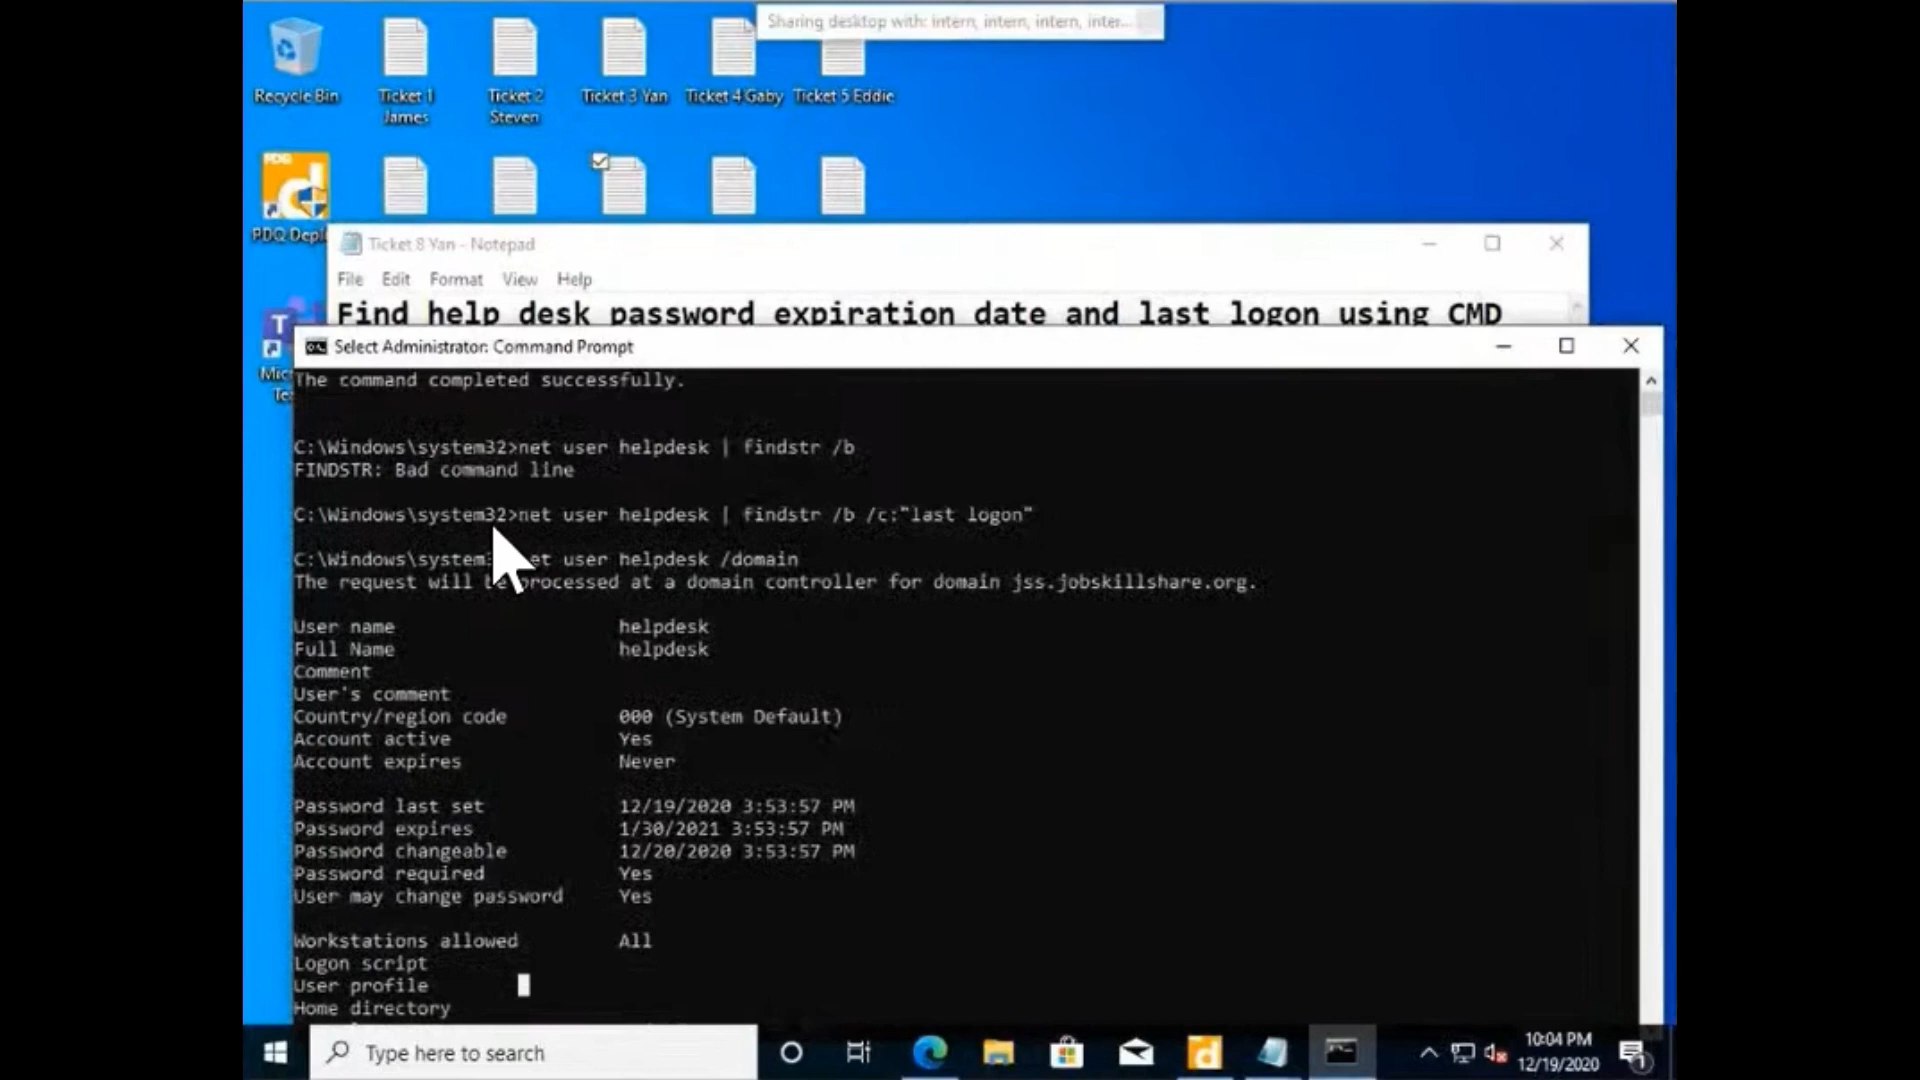 Sharing desktop with: intern, intern, intern, inter...
Recycle Bin
Ticket 1
James
Ticket 2
Steven
Ticket 3 Yan
Ticket 4 Gaby
Ticket 5 Eddie
PDQ
PDQ Depl
Ticket 8 Yan - Notepad
File Edit Format View Help
Find help desk password expiration date and last logon using CMD
T
Mic
Te
Select Administrator: Command Prompt
The command completed successfully.
C:\Windows\system32>net user helpdesk | findstr /b
FINDSTR: Bad command line
C:\Windows\system32>net user helpdesk | findstr /b /c:"last logon"
C:\Windows\system3 net user helpdesk /domain
The request will be processed at a domain controller for domain jss.jobskillshare.org.
User name helpdesk
Full Name helpdesk
Comment
User's comment
Country/region code 000 (System Default)
Account active Yes
Account expires Never
Password last set 12/19/2020 3:53:57 PM
Password expires 1/30/2021 3:53:57 PM
Password changeable 12/20/2020 3:53:57 PM
Password required Yes
User may change password Yes
Workstations allowed All
Logon script
User profile
Home directory
Type here to search
10:04 PM
12/19/2020
1